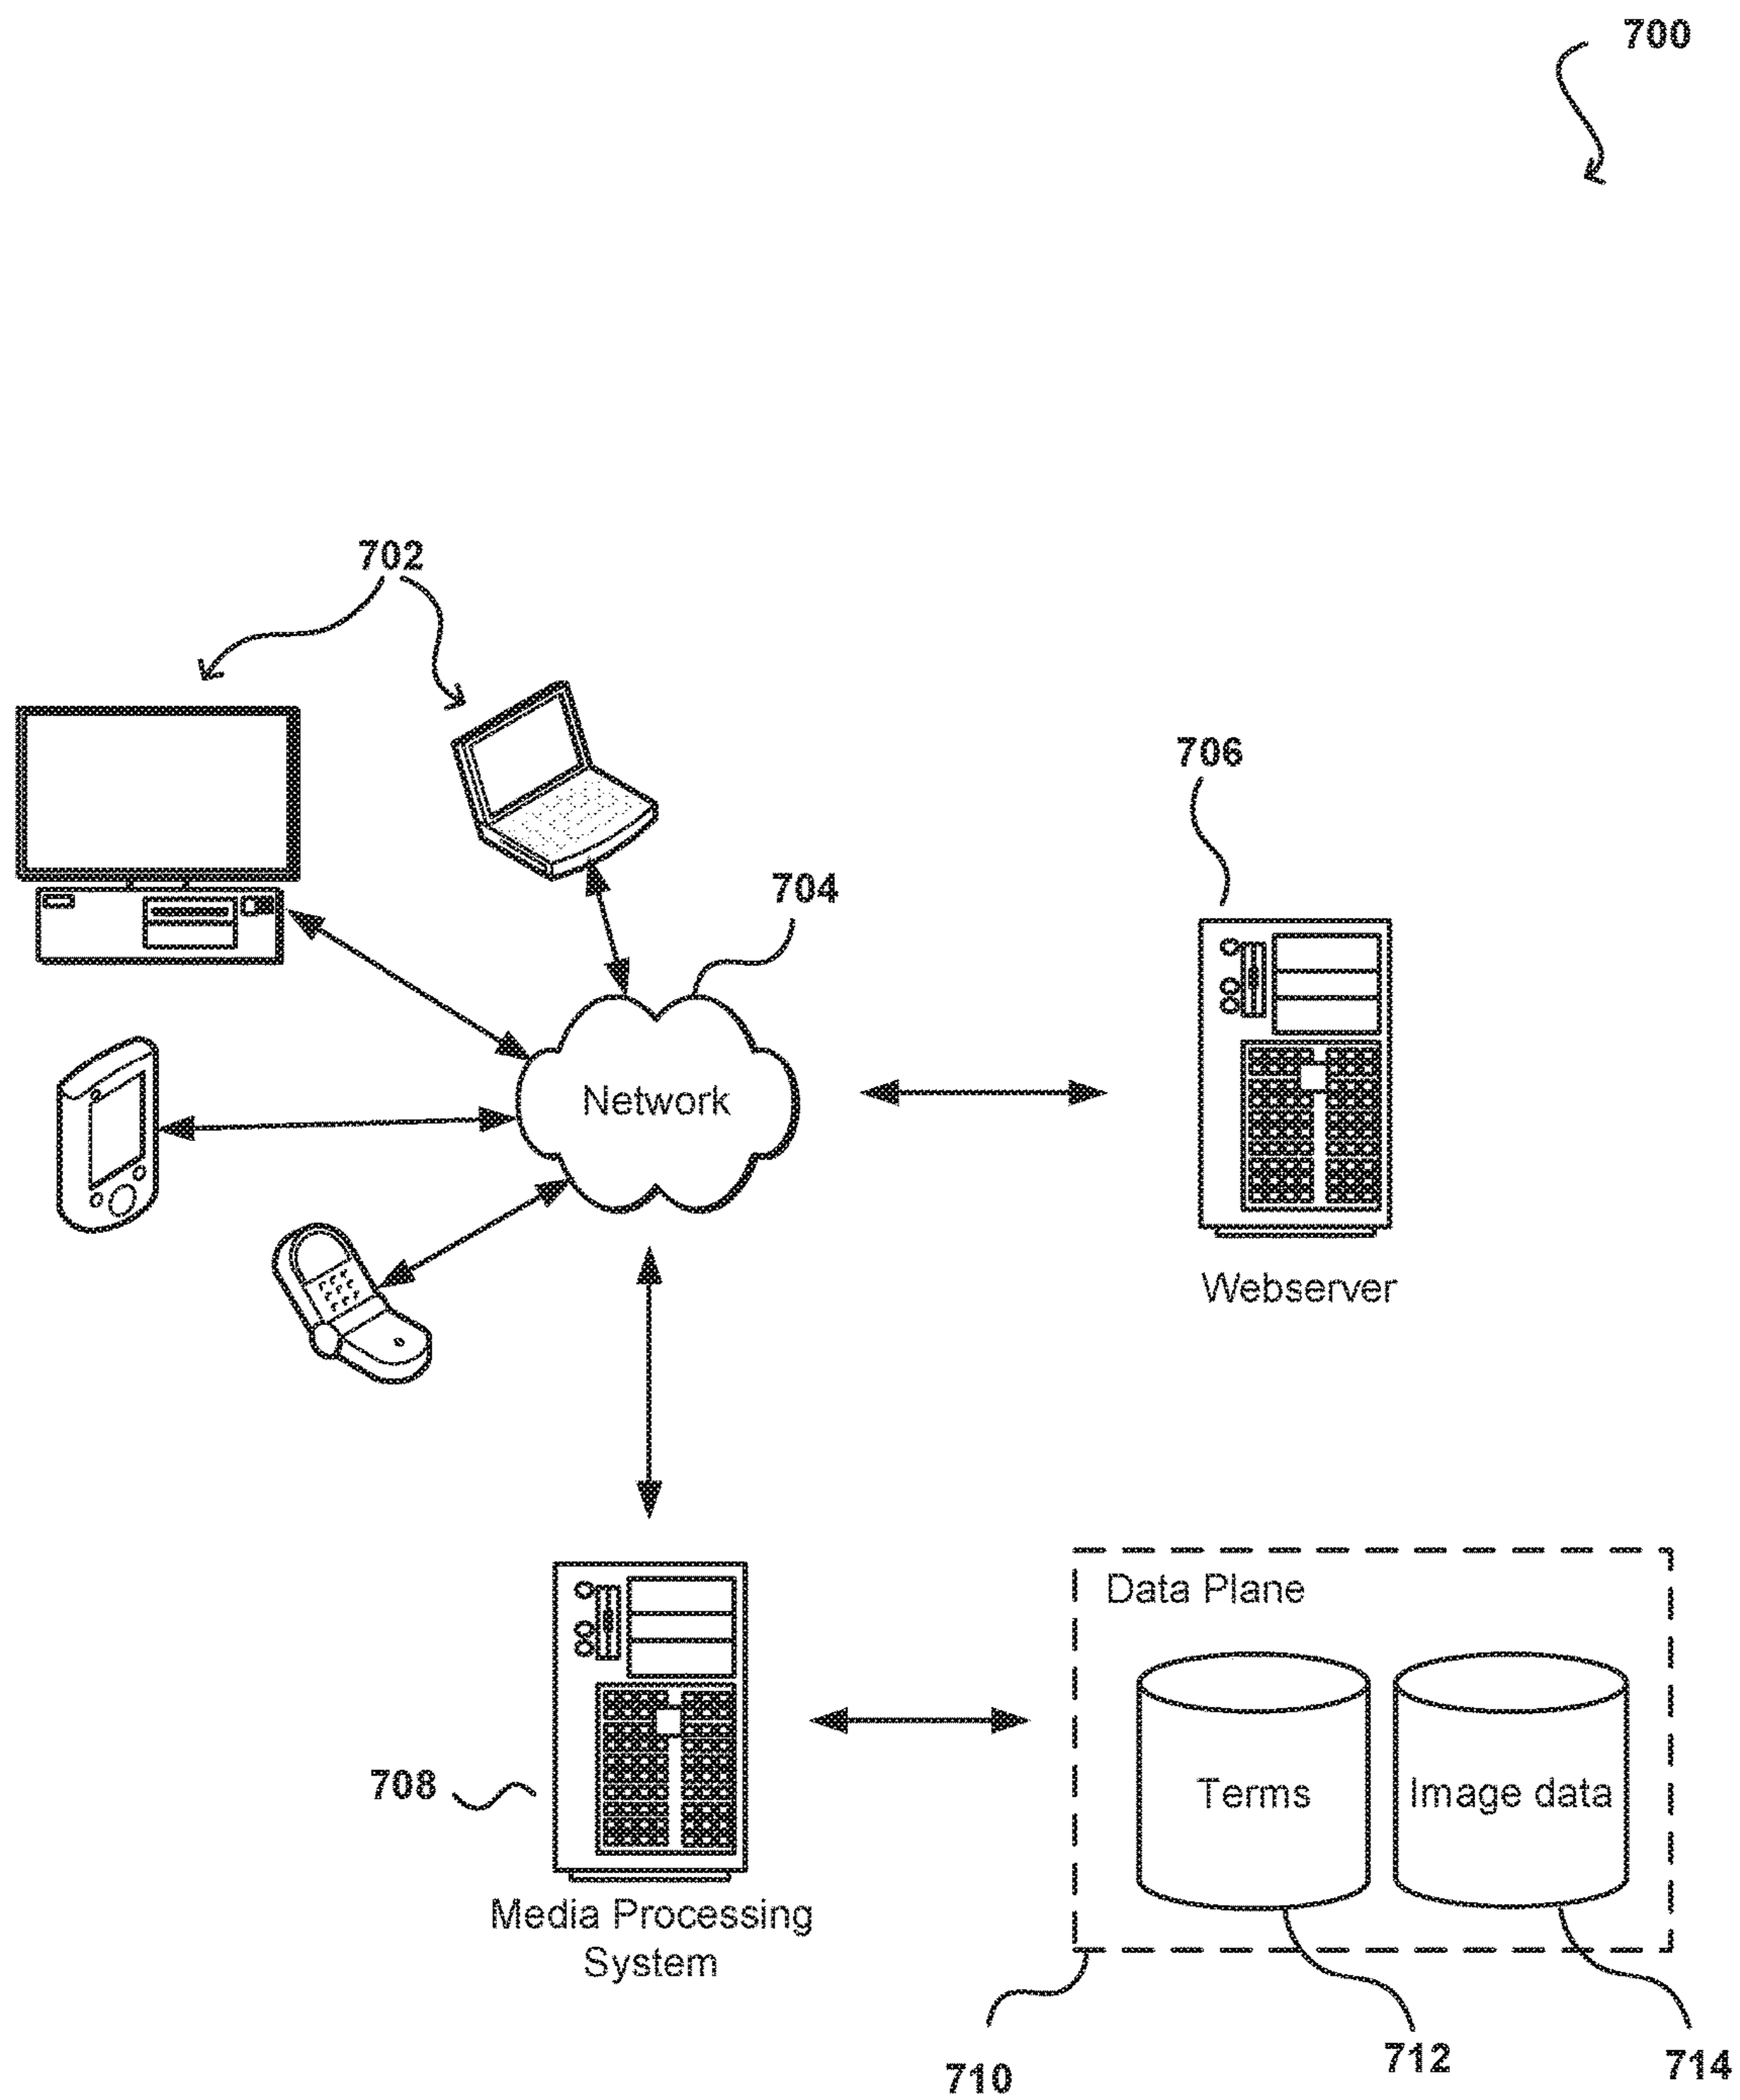 700
702
706
704
Network
Webserver
Data Plane
708
Terms
Image data
Media Processing
System
710
712
714